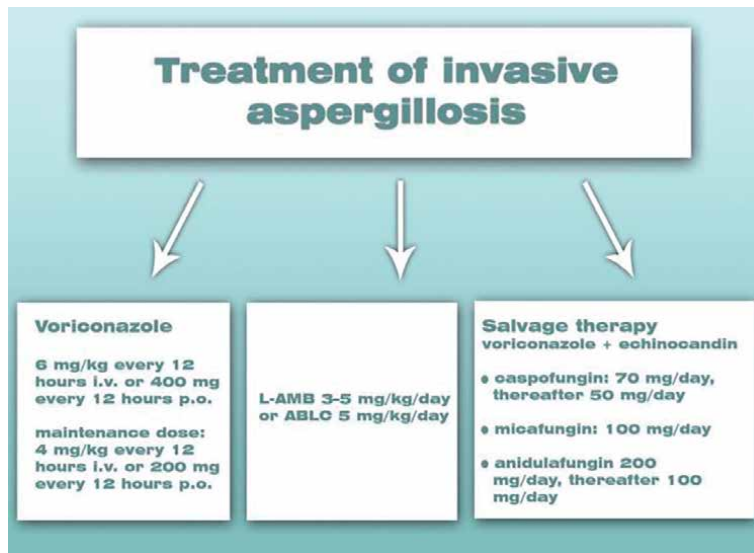 Treatment of invasive
aspergillosis
Voriconazole
6 mg/kg every 12
hours i.v. or 400 mg
every 12 hours p.o.
maintenance dose:
4 mg/kg every 12
hours i.v. or 200 mg
every 12 hours p.o.
L-AMB 3-5 mg/kg/day
or ABLC 5 mg/kg/day
Salvage therapy
voriconazole + echinocandin
• caspofungin: 70 mg/day,
thereafter 50 mg/day
• micafungin: 100 mg/day
• anidulafungin 200
mg/day, thereafter 100
mg/day